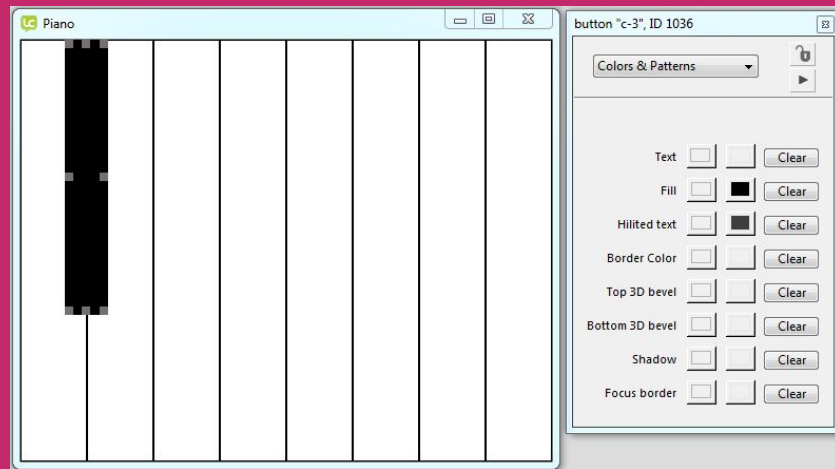 LC Piano
button "c-3", ID 1036
Colors & Patterns
Text Clear
Fill Clear
Hilited text Clear
Border Color Clear
Top 3D bevel Clear
Bottom 3D bevel Clear
Shadow Clear
Focus border Clear